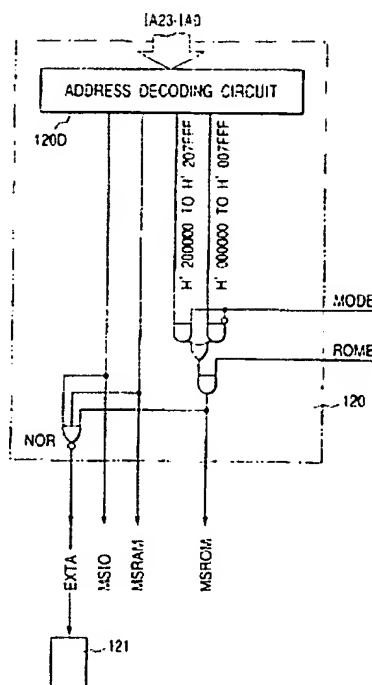 IA23-IA0
ADDRESS DECODING CIRCUIT
120D
H' 200000 TO H' 207FFF
H' 000000 TO H' 007FFF
MODE
ROME
120
NOR
EXTA
MSIO
MSRAM
MSROM
121